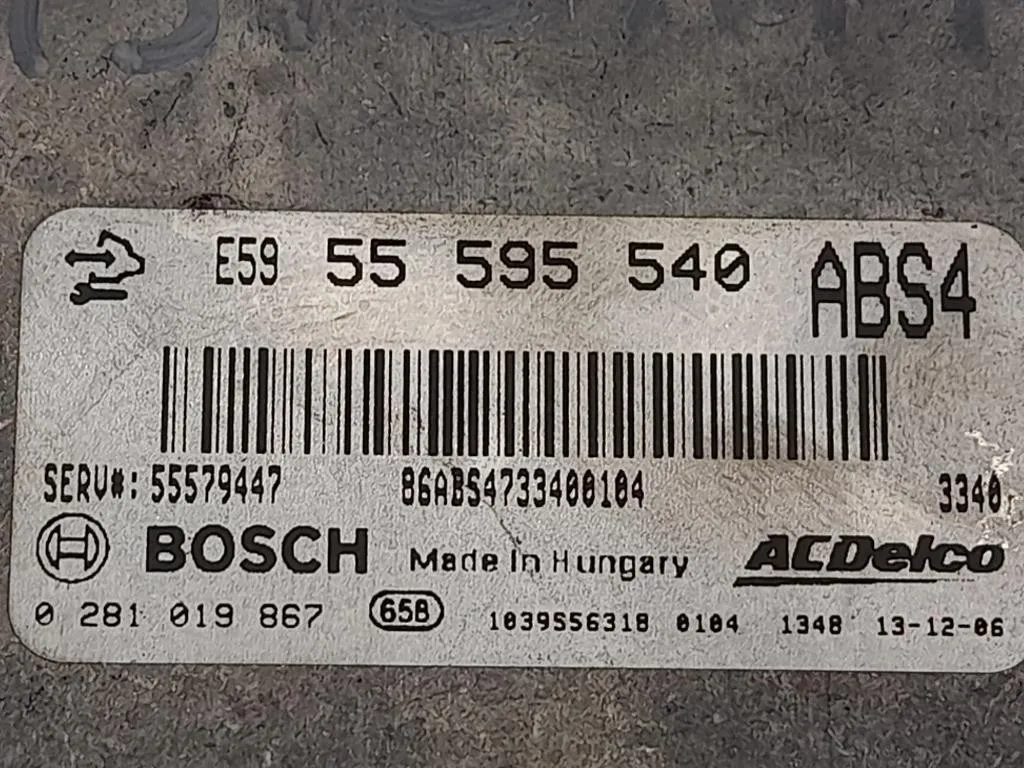 E59 55 595 540 ABS4
SERV#: 55579447 86ABS4733400104 3340
BOSCH Made in Hungary ACDelco
0 281 019 867 65B 1039S56318 0104 1348 13-12-06